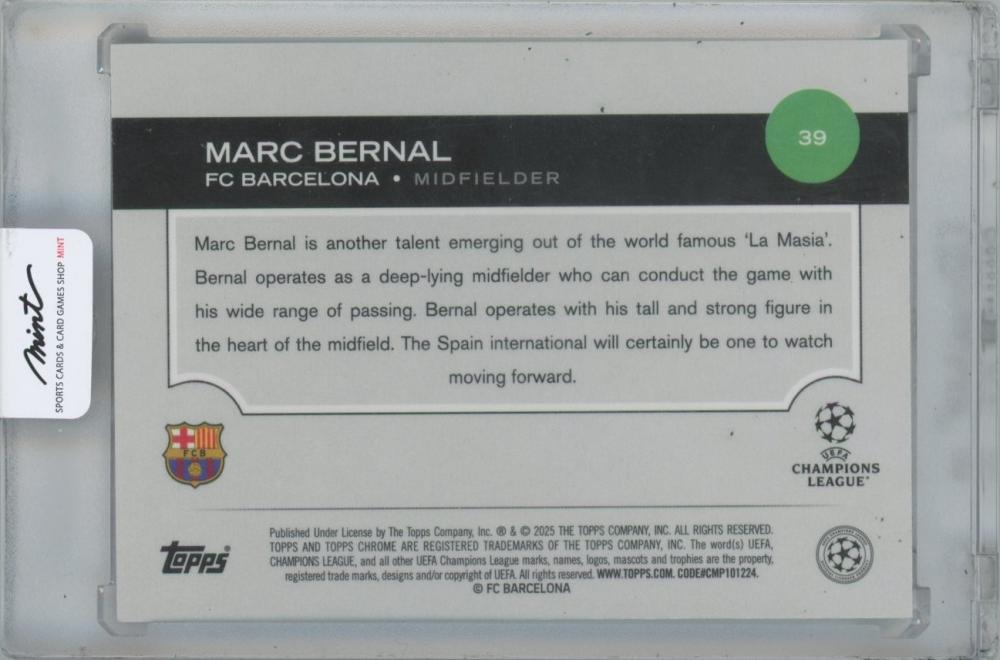 39
MARC BERNAL
FC BARCELONA • MIDFIELDER
Marc Bernal is another talent emerging out of the world famous ‘La Masia’.
Bernal operates as a deep-lying midfielder who can conduct the game with
his wide range of passing. Bernal operates with his tall and strong figure in
the heart of the midfield. The Spain international will certainly be one to watch
moving forward.
mint
SPORTS CARDS & CARD GAMES SHOP MINT
FCB
UEFA
CHAMPIONS
LEAGUE®
topps®
Published Under License by The Topps Company, Inc. ® & © 2025 THE TOPPS COMPANY, INC. ALL RIGHTS RESERVED.
TOPPS AND TOPPS CHROME ARE REGISTERED TRADEMARKS OF THE TOPPS COMPANY, INC. The word(s) UEFA,
CHAMPIONS LEAGUE, and all other UEFA Champions League marks, names, logos, mascots and trophies are the property,
registered trade marks, designs and/or copyright of UEFA. All rights reserved. WWW.TOPPS.COM. CODE#CMP101224.
© FC BARCELONA